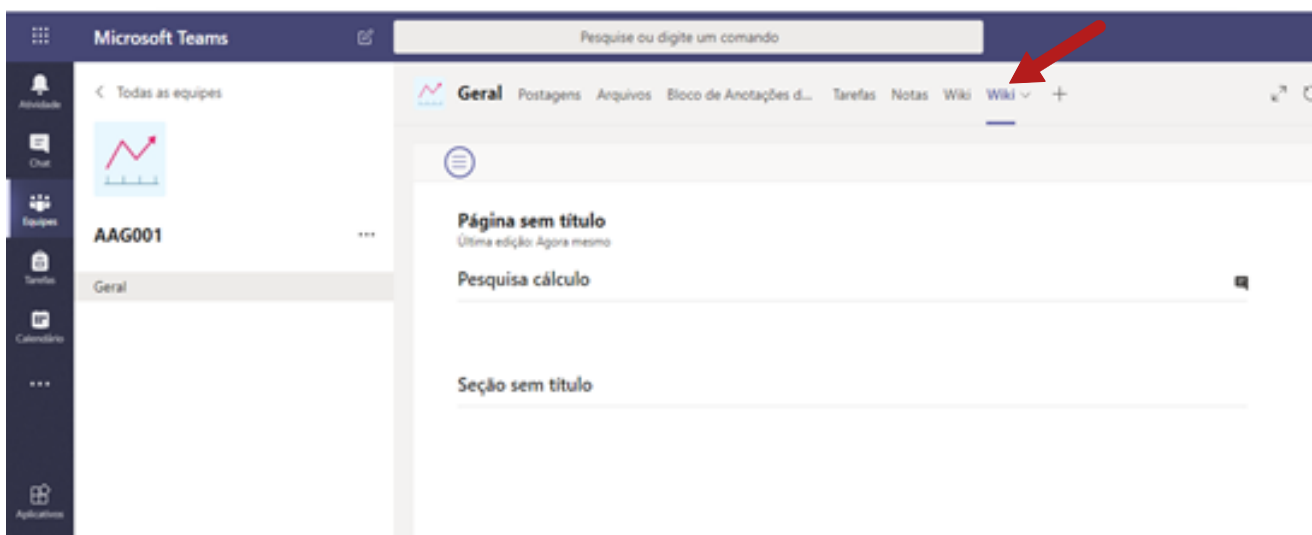 Microsoft Teams
Pesquise ou digite um comando
Atividade
Chat
Equipes
Tarefas
Calendário
Aplicativos
Todas as equipes
AAG001
Geral
Geral Postagens Arquivos Bloco de Anotações d... Tarefas Notas Wiki Wiki
Página sem título
Última edição: Agora mesmo
Pesquisa cálculo
Seção sem título